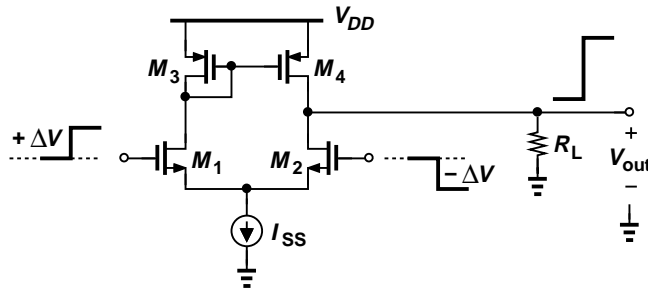 V_DD
M_3
M_4
+ ΔV
M_1
M_2
− ΔV
R_L
+
V_out
−
I_SS